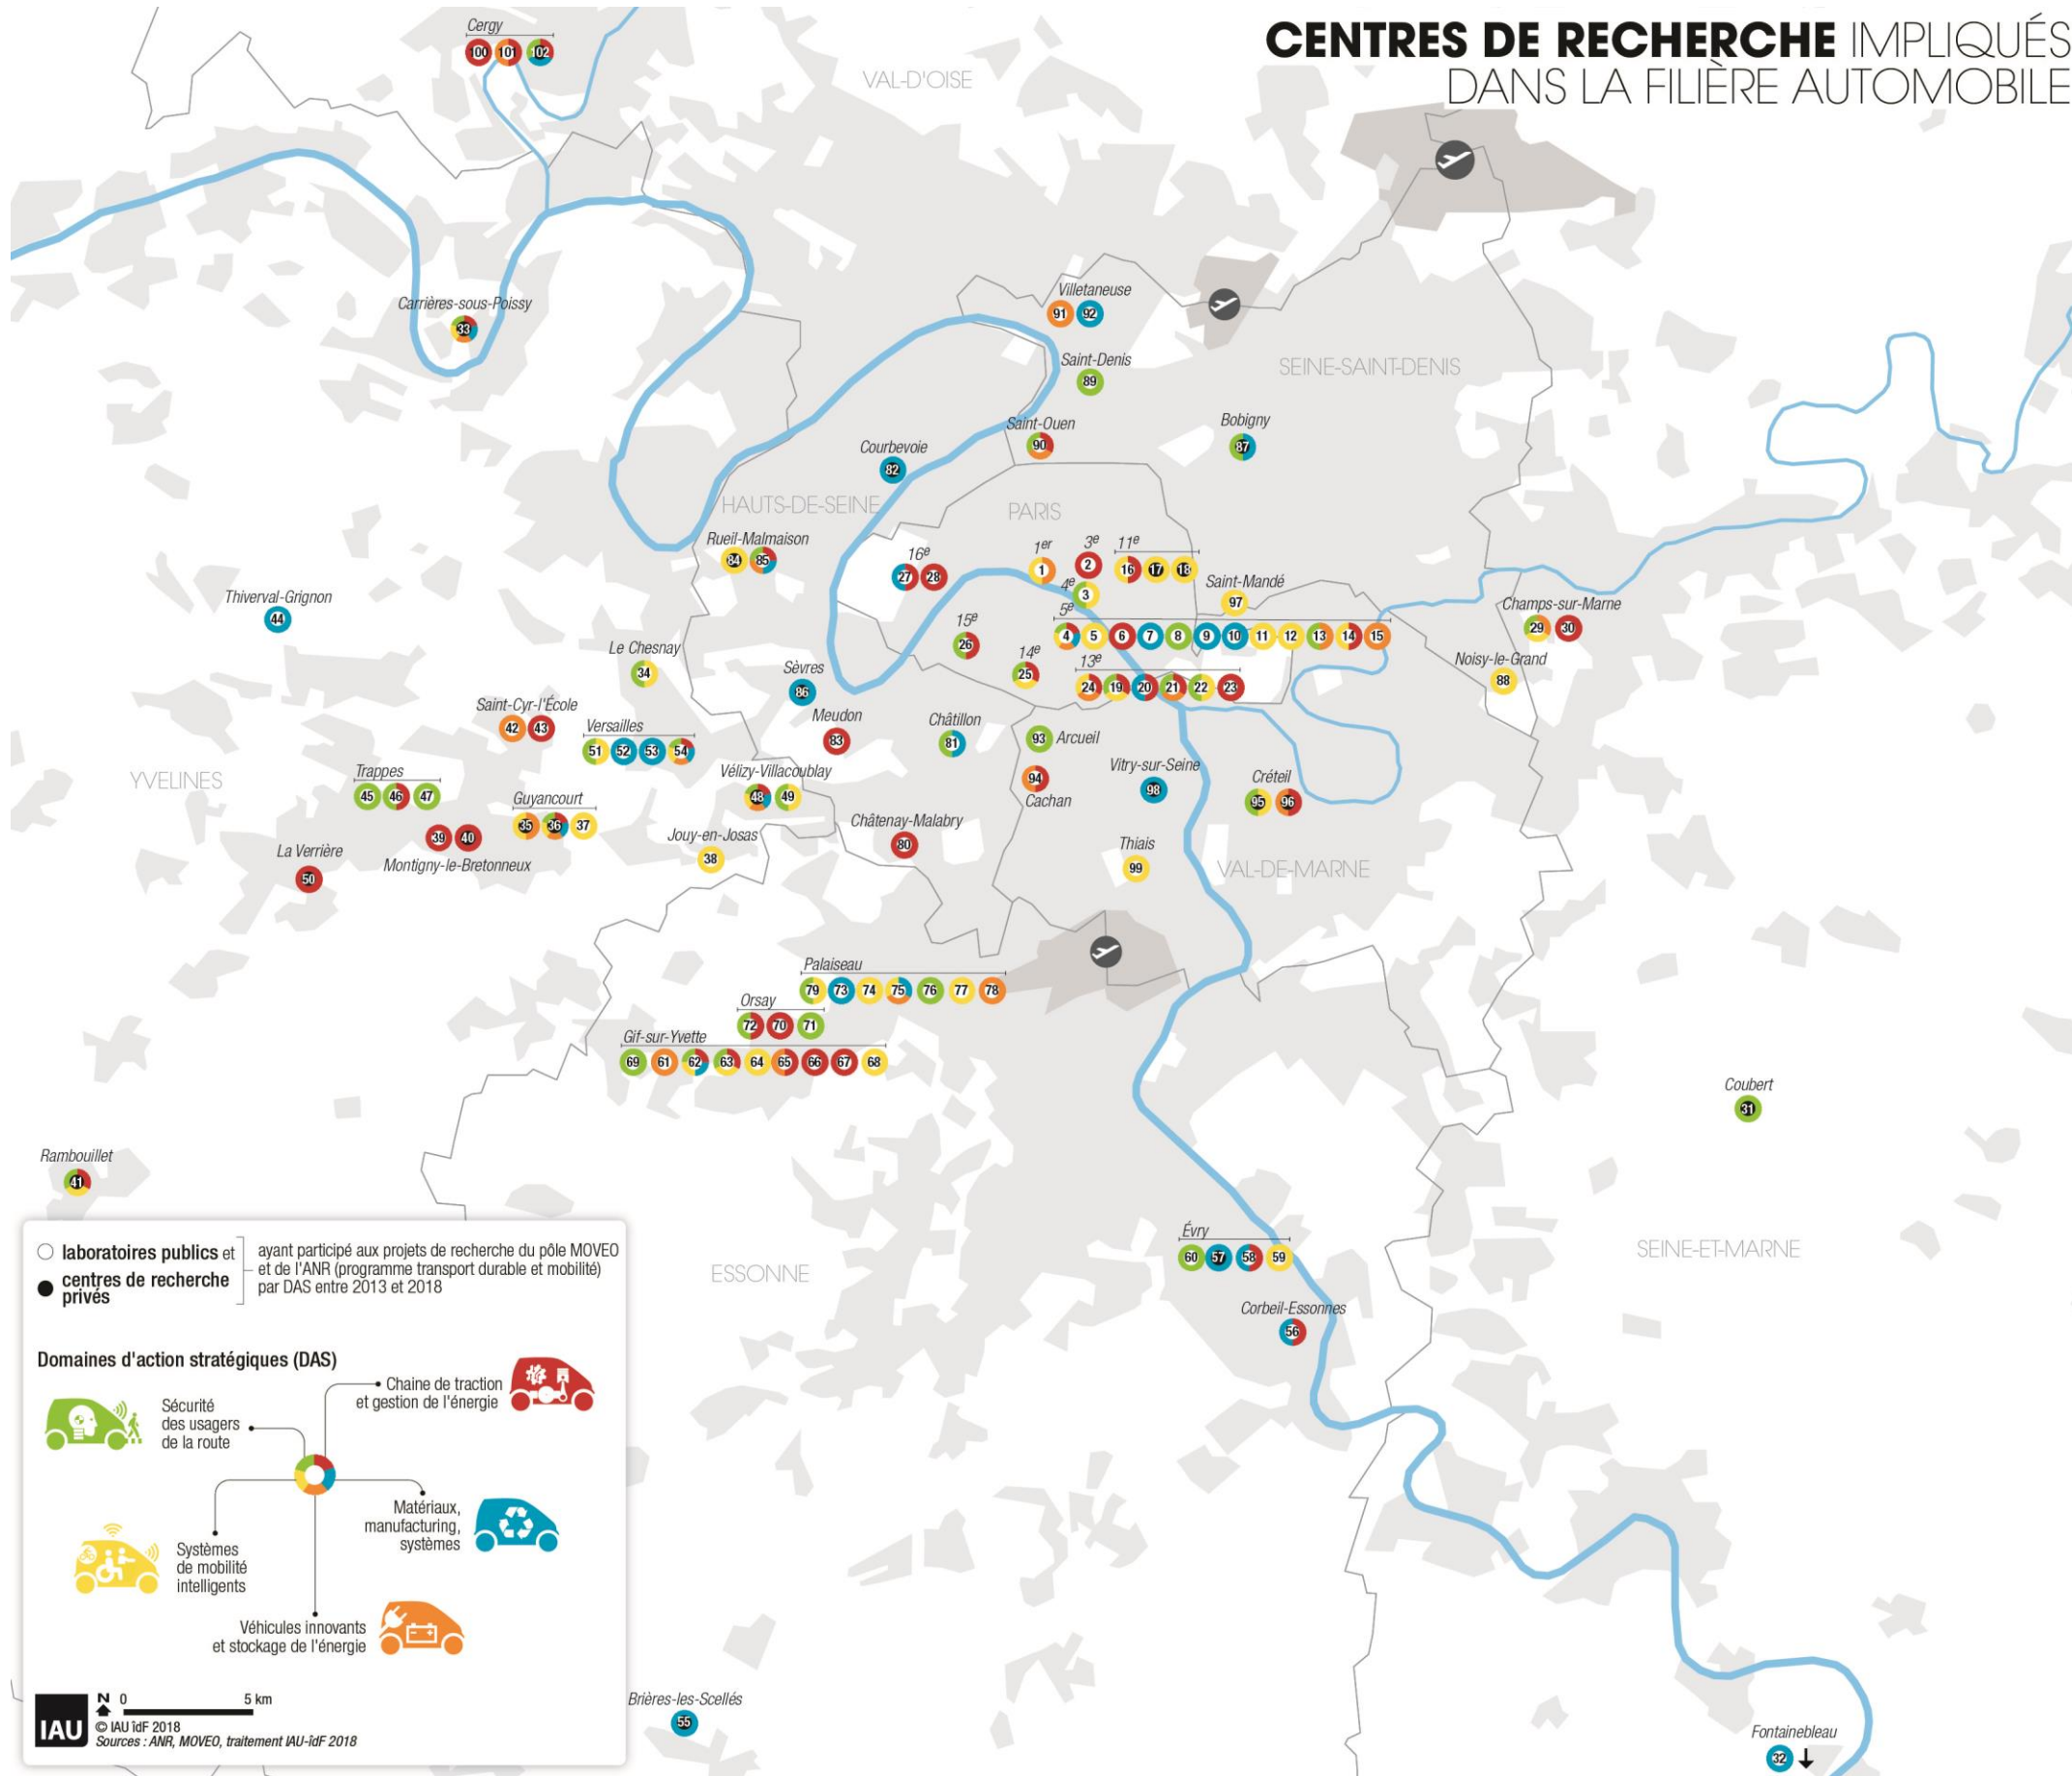 CENTRES DE RECHERCHE IMPLIQUÉS
DANS LA FILIÈRE AUTOMOBILE
Cergy
100 101 102
VAL-D'OISE
Carrières-sous-Poissy
33
Villetaneuse
91 92
Saint-Denis
89
SEINE-SAINT-DENIS
Saint-Ouen
90
Bobigny
87
Courbevoie
82
HAUTS-DE-SEINE
PARIS
Rueil-Malmaison
84 85
16e
27 28
1er
1
3e
2
11e
16 17 18
4e
3
Saint-Mandé
97
5e
4 5 6 7 8 9 10 11 12 13 14 15
Champs-sur-Marne
29 30
Thiverval-Grignon
44
15e
26
14e
25
13e
24 19 20 21 22 23
Noisy-le-Grand
88
Le Chesnay
34
Sèvres
86
Saint-Cyr-l'École
42 43
Versailles
51 52 53 54
Meudon
83
Châtillon
81
93 Arcueil
94
Cachan
Vitry-sur-Seine
98
Créteil
95 96
YVELINES
Trappes
45 46 47
Vélizy-Villacoublay
48 49
Guyancourt
35 36 37
39 40
Montigny-le-Bretonneux
Jouy-en-Josas
38
Châtenay-Malabry
80
La Verrière
50
Thiais
99
VAL-DE-MARNE
Palaiseau
79 73 74 75 76 77 78
Orsay
72 70 71
Gif-sur-Yvette
69 61 62 63 64 65 66 67 68
Coubert
31
Rambouillet
41
Évry
60 57 58 59
SEINE-ET-MARNE
ESSONNE
Corbeil-Essonnes
56
Brières-les-Scellés
55
Fontainebleau
32
laboratoires publics et
centres de recherche
privés
ayant participé aux projets de recherche du pôle MOVEO
et de l'ANR (programme transport durable et mobilité)
par DAS entre 2013 et 2018
Domaines d'action stratégiques (DAS)
Chaine de traction
et gestion de l'énergie
Sécurité
des usagers
de la route
Matériaux,
manufacturing,
systèmes
Systèmes
de mobilité
intelligents
Véhicules innovants
et stockage de l'énergie
IAU
N 0 5 km
© IAU îdF 2018
Sources : ANR, MOVEO, traitement IAU-îdF 2018